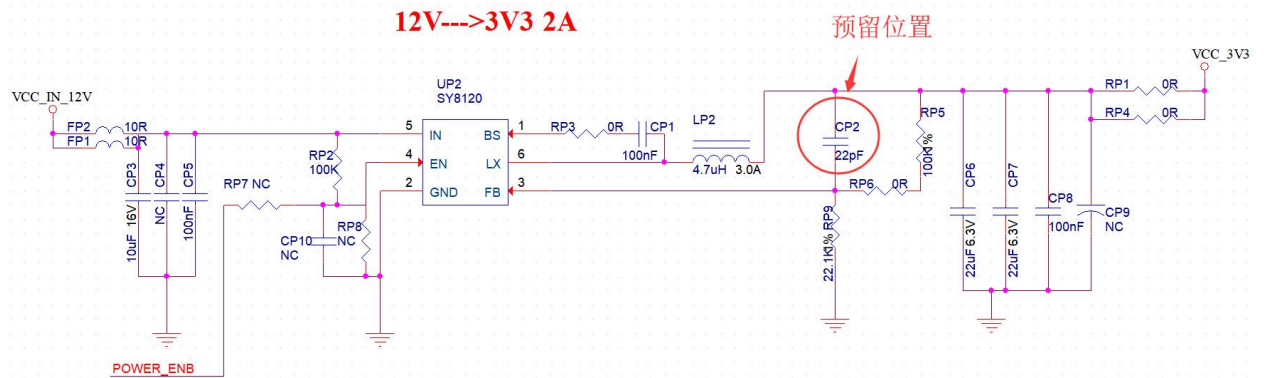 12V--->3V3 2A
预留位置
VCC_3V3
VCC_IN_12V
UP2
SY8120
RP1 0R
RP4 0R
FP2 10R
FP1 10R
5 IN
4 EN
2 GND
BS 1
LX 6
FB 3
RP3 0R
CP1
100nF
LP2
4.7uH 3.0A
CP2
22pF
RP5
100K1%
RP6 0R
RP9
22.1K1%
RP2
100K
RP7 NC
CP3
10uF 16V
CP4
NC
CP5
100nF
CP10
NC
RP8
NC
CP6
22uF 6.3V
CP7
22uF 6.3V
CP8
100nF
CP9
NC
POWER_ENB